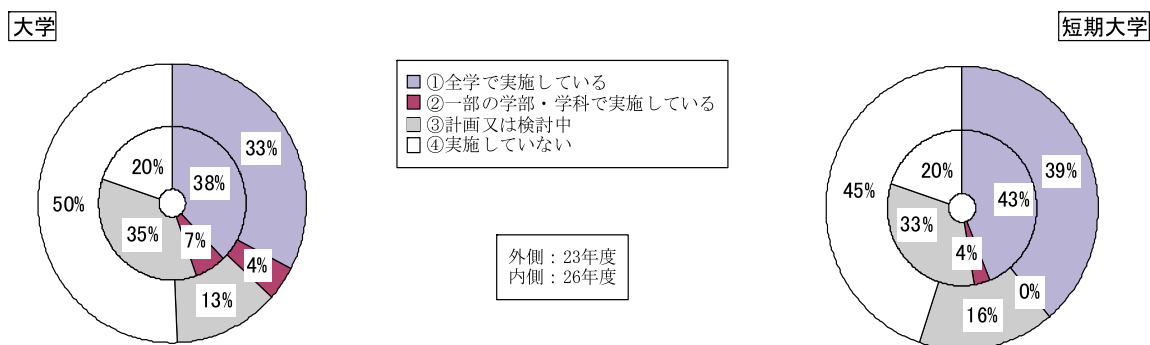 大学
短期大学
①全学で実施している
②一部の学部・学科で実施している
③計画又は検討中
④実施していない
33%
38%
20%
50%
35%
7%
4%
13%
外側：23年度
内側：26年度
39%
43%
20%
45%
33%
4%
0%
16%